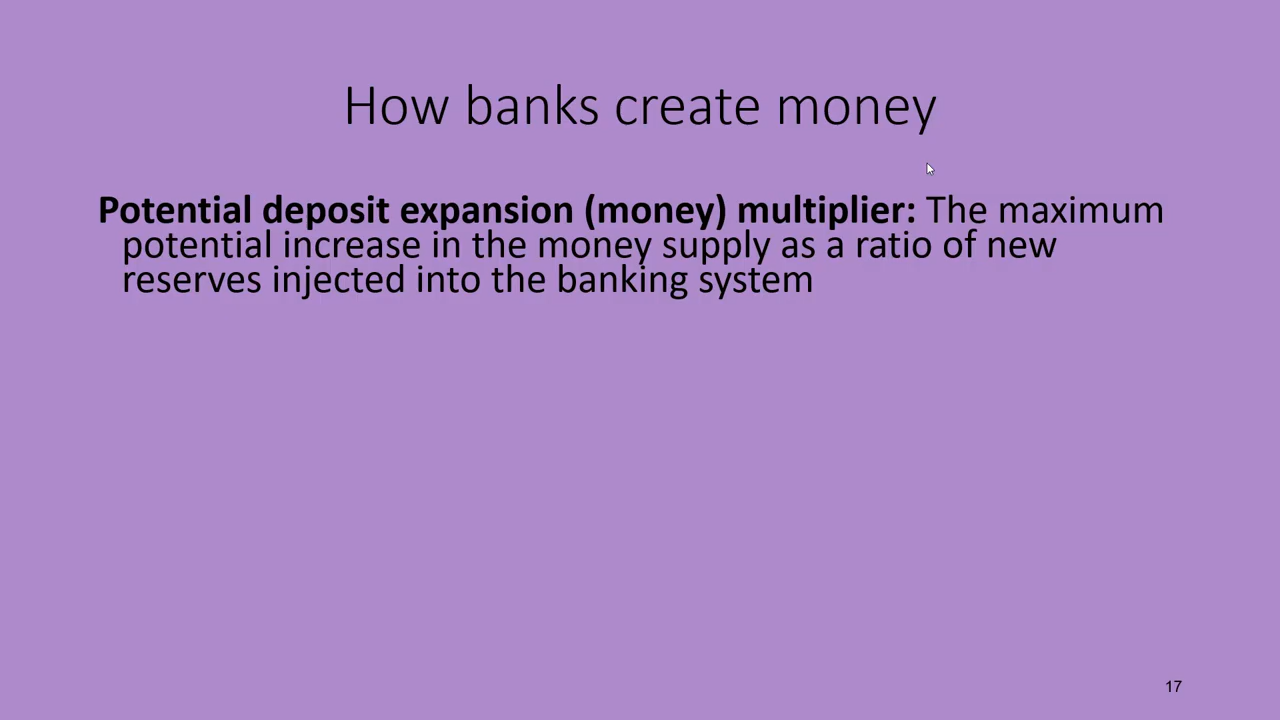 How banks create money
Potential deposit expansion (money) multiplier: The maximum
potential increase in the money supply as a ratio of new
reserves injected into the banking system
17